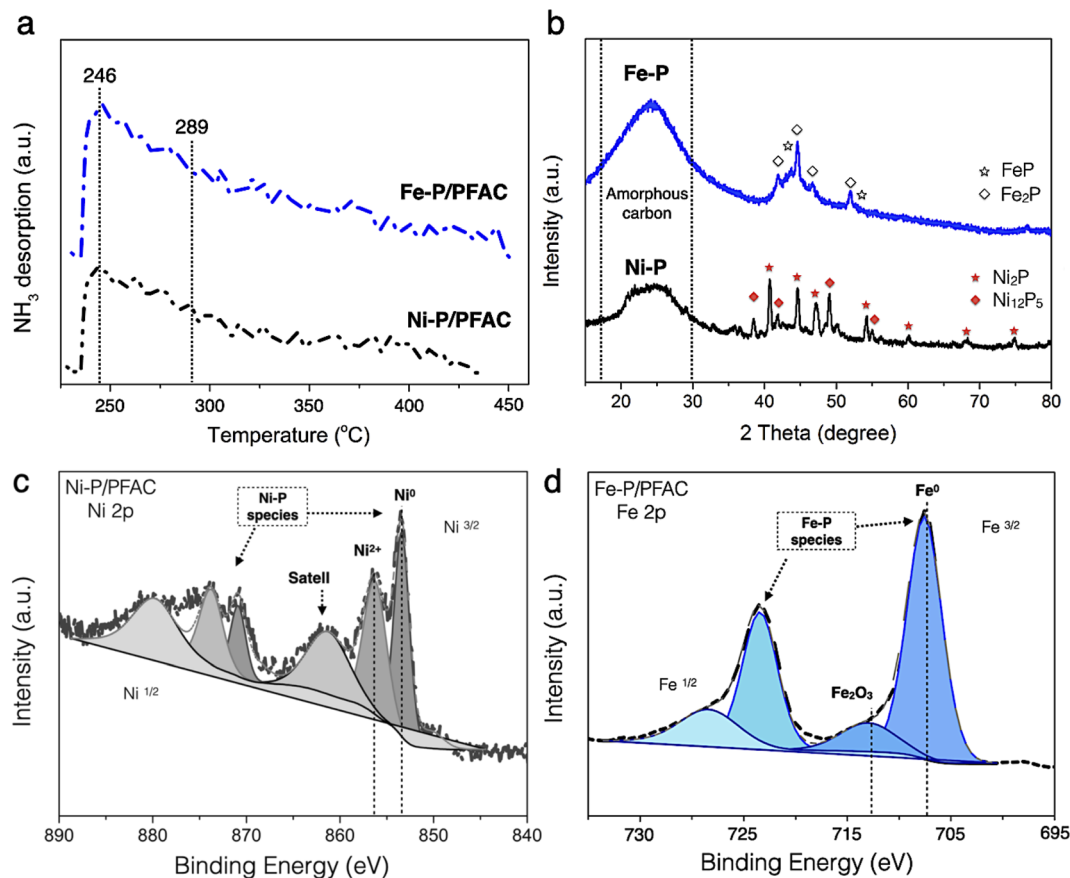 a
246
289
Fe-P/PFAC
Ni-P/PFAC
NH3 desorption (a.u.)
250 300 350 400 450
Temperature (oC)
b
Fe-P
Amorphous
carbon
Ni-P
FeP
Fe2P
Ni2P
Ni12P5
Intensity (a.u.)
20 30 40 50 60 70 80
2 Theta (degree)
c
Ni-P/PFAC
Ni 2p
Ni-P
species
Ni0
Ni 3/2
Ni2+
Satell
Ni 1/2
Intensity (a.u.)
890 880 870 860 850 840
Binding Energy (eV)
d
Fe-P/PFAC
Fe 2p
Fe0
Fe 3/2
Fe-P
species
Fe 1/2
Fe2O3
Intensity (a.u.)
730 725 715 705 695
Binding Energy (eV)